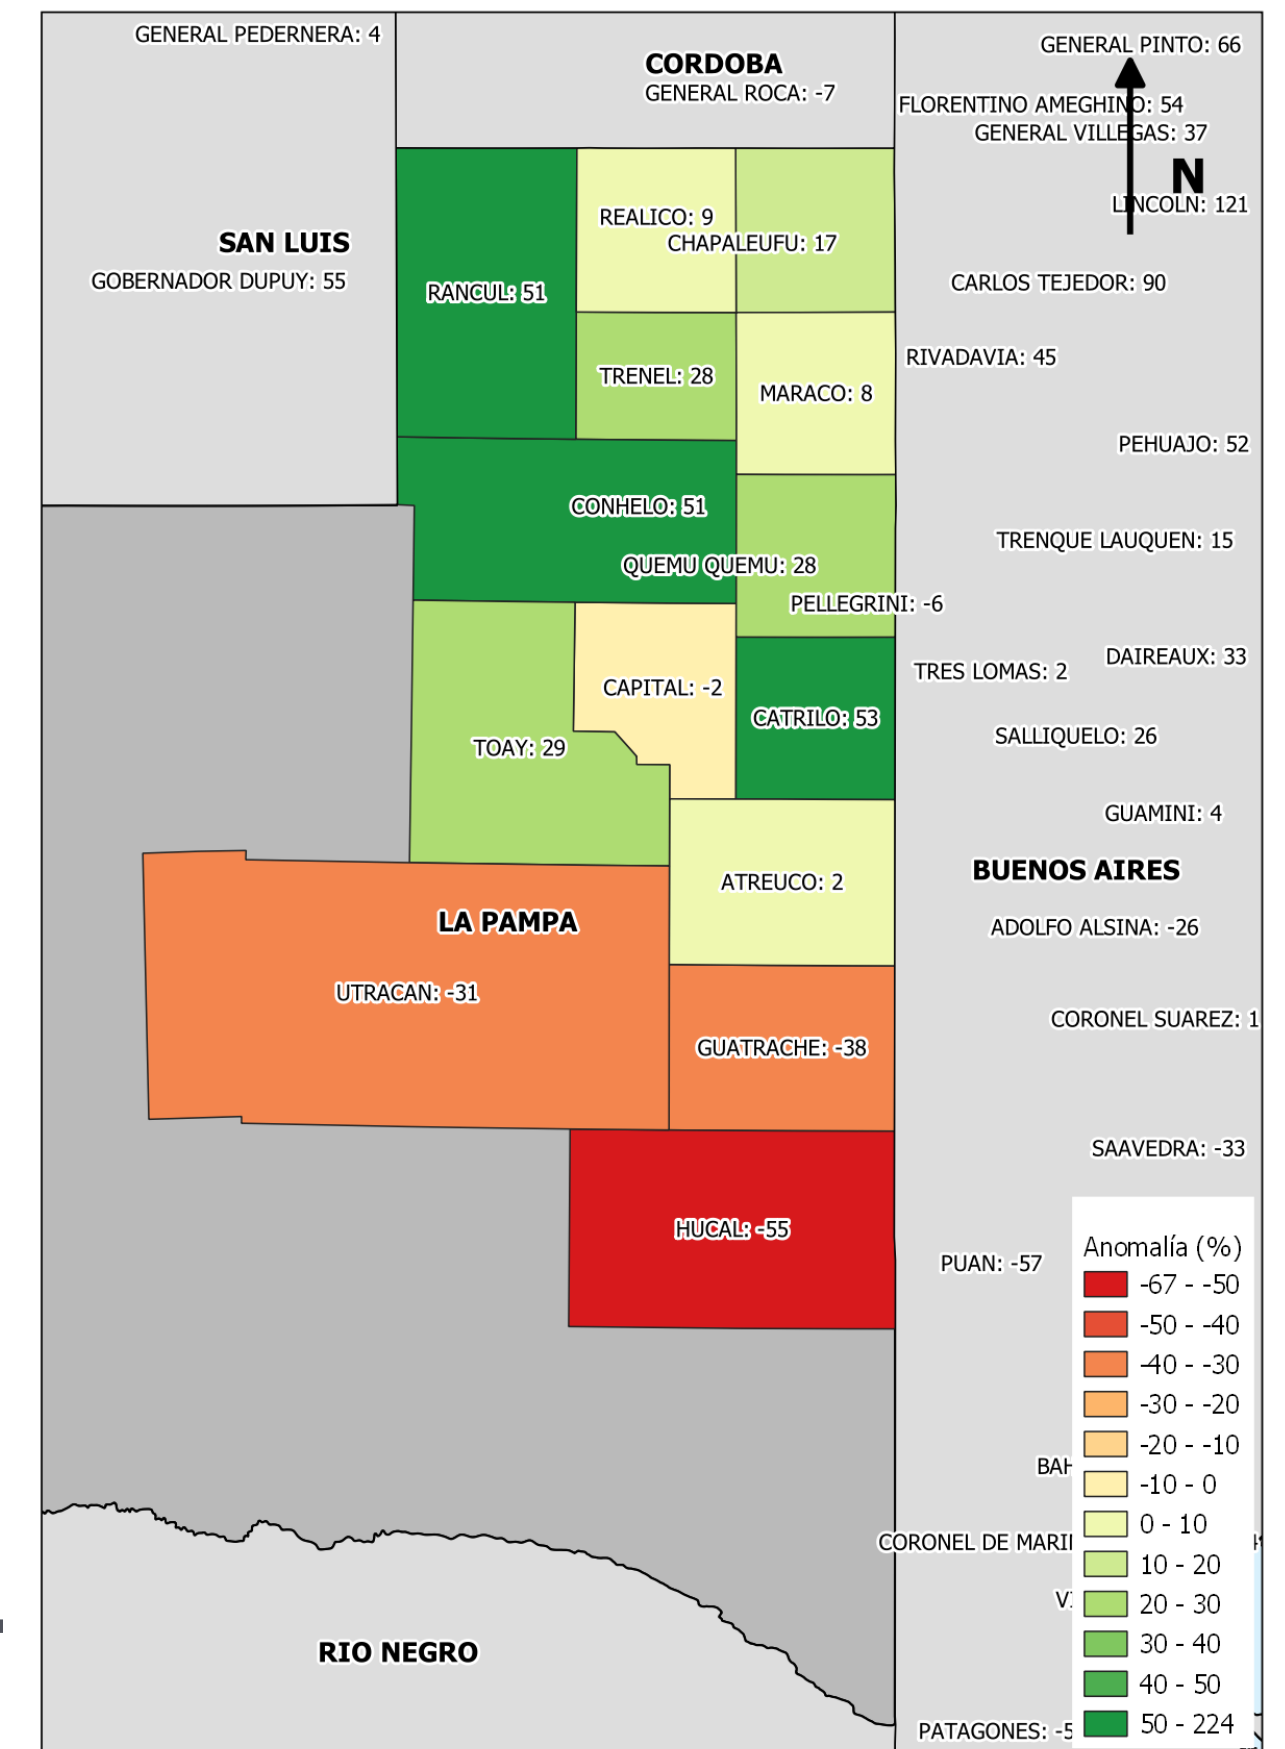 GENERAL PEDERNERA: 4
GENERAL PINTO: 66
CORDOBA
GENERAL ROCA: -7
FLORENTINO AMEGHINO: 54
GENERAL VILLEGAS: 37
N
LINCOLN: 121
REALICO: 9
SAN LUIS
CHAPALEUFU: 17
GOBERNADOR DUPUY: 55
CARLOS TEJEDOR: 90
RANCUL: 51
RIVADAVIA: 45
TRENEL: 28
MARACO: 8
PEHUAJO: 52
CONHELO: 51
TRENQUE LAUQUEN: 15
QUEMU QUEMU: 28
PELLEGRINI: -6
DAIREAUX: 33
TRES LOMAS: 2
CAPITAL: -2
CATRILO: 53
SALLIQUELO: 26
TOAY: 29
GUAMINI: 4
BUENOS AIRES
ATREUCO: 2
LA PAMPA
ADOLFO ALSINA: -26
UTRACAN: -31
CORONEL SUAREZ: 1
GUATRACHE: -38
SAAVEDRA: -33
HUCAL: -55
PUAN: -57
Anomalía (%)
-67 - -50
-50 - -40
-40 - -30
-30 - -20
-20 - -10
-10 - 0
0 - 10
10 - 20
20 - 30
30 - 40
40 - 50
50 - 224
BAH
CORONEL DE MARI
RIO NEGRO
PATAGONES: -5